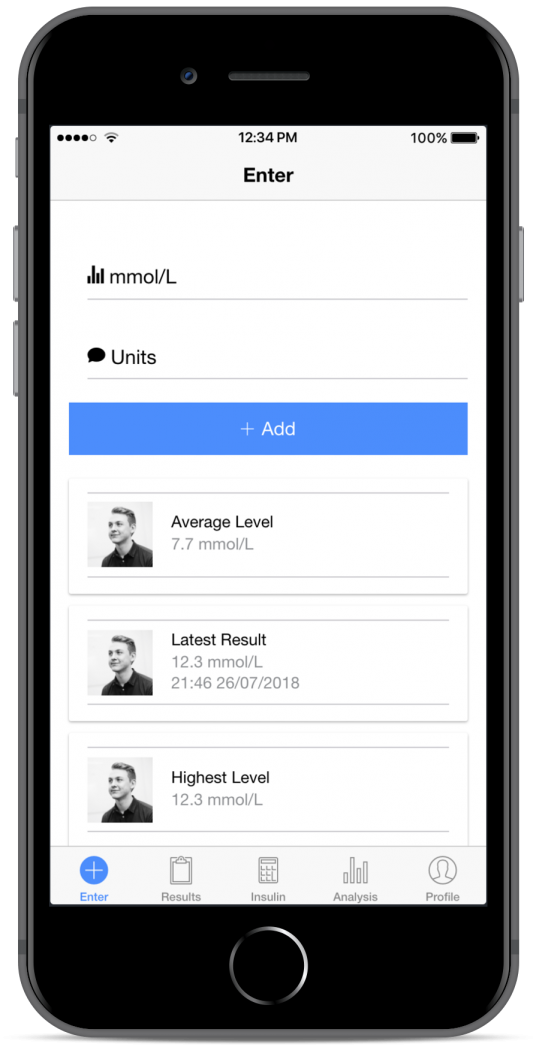 12:34 PM
100%
Enter
mmol/L
Units
+ Add
Average Level
7.7 mmol/L
Latest Result
12.3 mmol/L
21:46 26/07/2018
Highest Level
12.3 mmol/L
Enter
Results
Insulin
Analysis
Profile